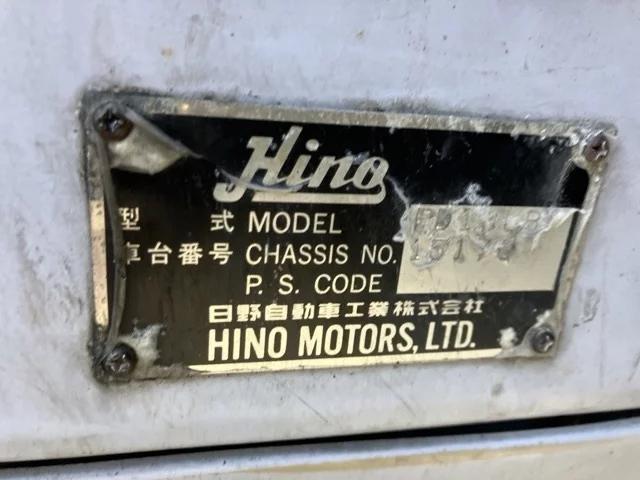 Hino
型式 MODEL
車台番号 CHASSIS NO.
P. S. CODE
日野自動車工業株式会社
HINO MOTORS, LTD.